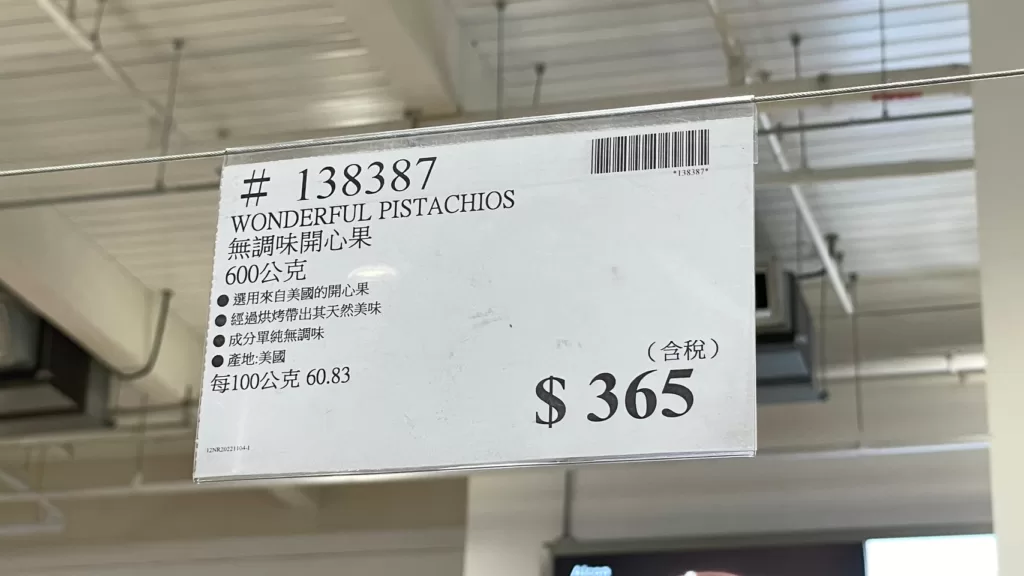 # 138387
*138387*
WONDERFUL PISTACHIOS
無調味開心果
600公克
●選用來自美國的開心果
●經過烘烤帶出其天然美味
●成分單純無調味
●產地:美國
每100公克 60.83
（含稅）
$ 365